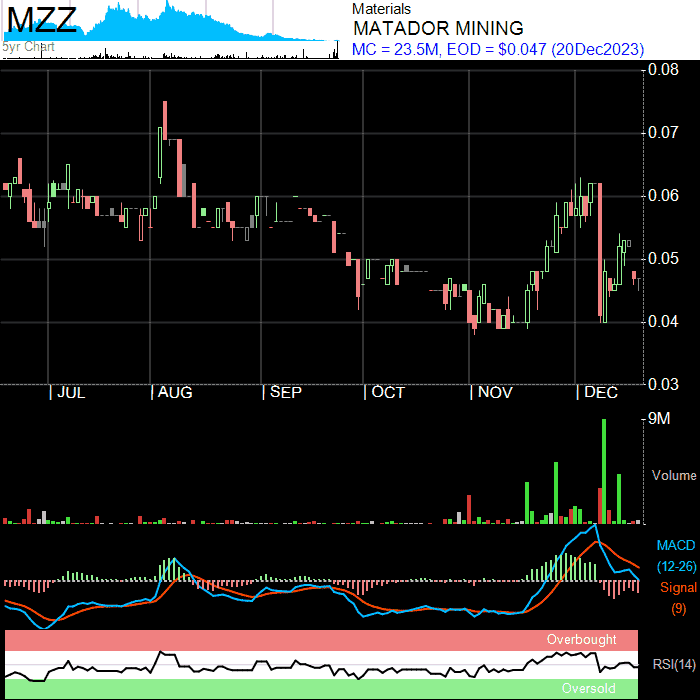 MZZ
5yr Chart
Materials
MATADOR MINING
MC = 23.5M, EOD = $0.047 (20Dec2023)
0.08
0.07
0.06
0.05
0.04
0.03
JUL AUG SEP OCT NOV DEC
9M
Volume
MACD
(12-26)
Signal
(9)
Overbought
RSI(14)
Oversold